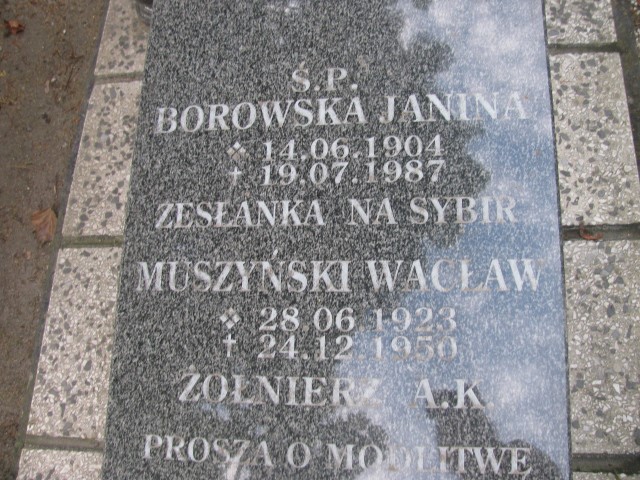 Ś.P.
BOROWSKA JANINA
14.06.1904
† 19.07.1987
ZESŁANKA NA SYBIR
MUSZYŃSKI WACŁAW
28.06.1923
† 24.12.1950
ŻOŁNIERZ A.K.
PROSZĄ O MODLITWĘ